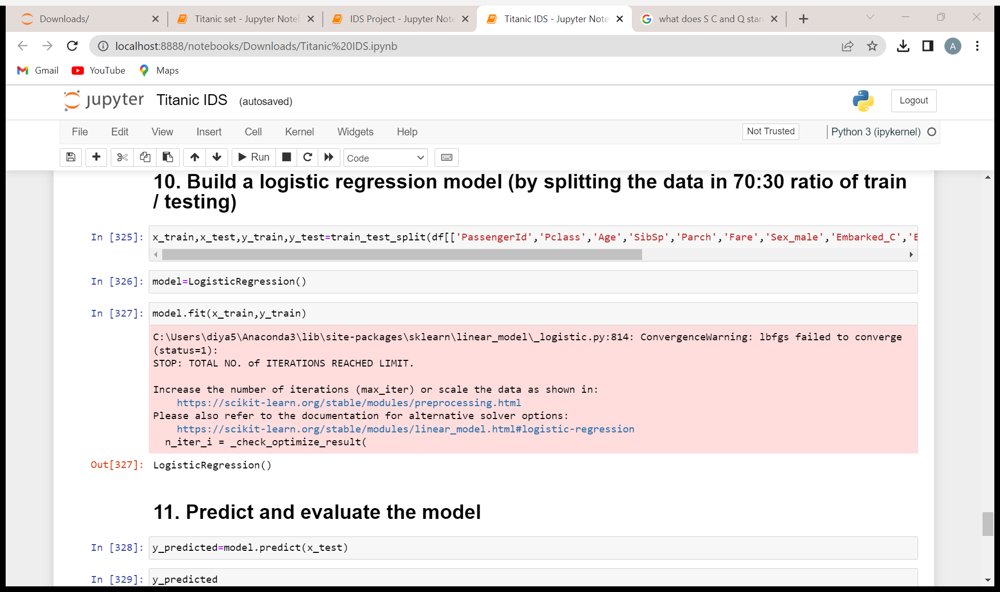 Downloads/
Titanic set - Jupyter Noteb
IDS Project - Jupyter Note
Titanic IDS - Jupyter Note
what does S C and Q stan
localhost:8888/notebooks/Downloads/Titanic%20IDS.ipynb
A
Gmail YouTube Maps
jupyter Titanic IDS (autosaved)
Logout
File Edit View Insert Cell Kernel Widgets Help
Not Trusted Python 3 (ipykernel)
Run Code
10. Build a logistic regression model (by splitting the data in 70:30 ratio of train
/ testing)
In [325]: x_train,x_test,y_train,y_test=train_test_split(df[['PassengerId','Pclass','Age','SibSp','Parch','Fare','Sex_male','Embarked_C','E
In [326]: model=LogisticRegression()
In [327]: model.fit(x_train,y_train)
C:\Users\diya5\Anaconda3\lib\site-packages\sklearn\linear_model\_logistic.py:814: ConvergenceWarning: lbfgs failed to converge
(status=1):
STOP: TOTAL NO. of ITERATIONS REACHED LIMIT.
Increase the number of iterations (max_iter) or scale the data as shown in:
https://scikit-learn.org/stable/modules/preprocessing.html
Please also refer to the documentation for alternative solver options:
https://scikit-learn.org/stable/modules/linear_model.html#logistic-regression
n_iter_i = _check_optimize_result(
Out[327]: LogisticRegression()
11. Predict and evaluate the model
In [328]: y_predicted=model.predict(x_test)
In [329]: y_predicted